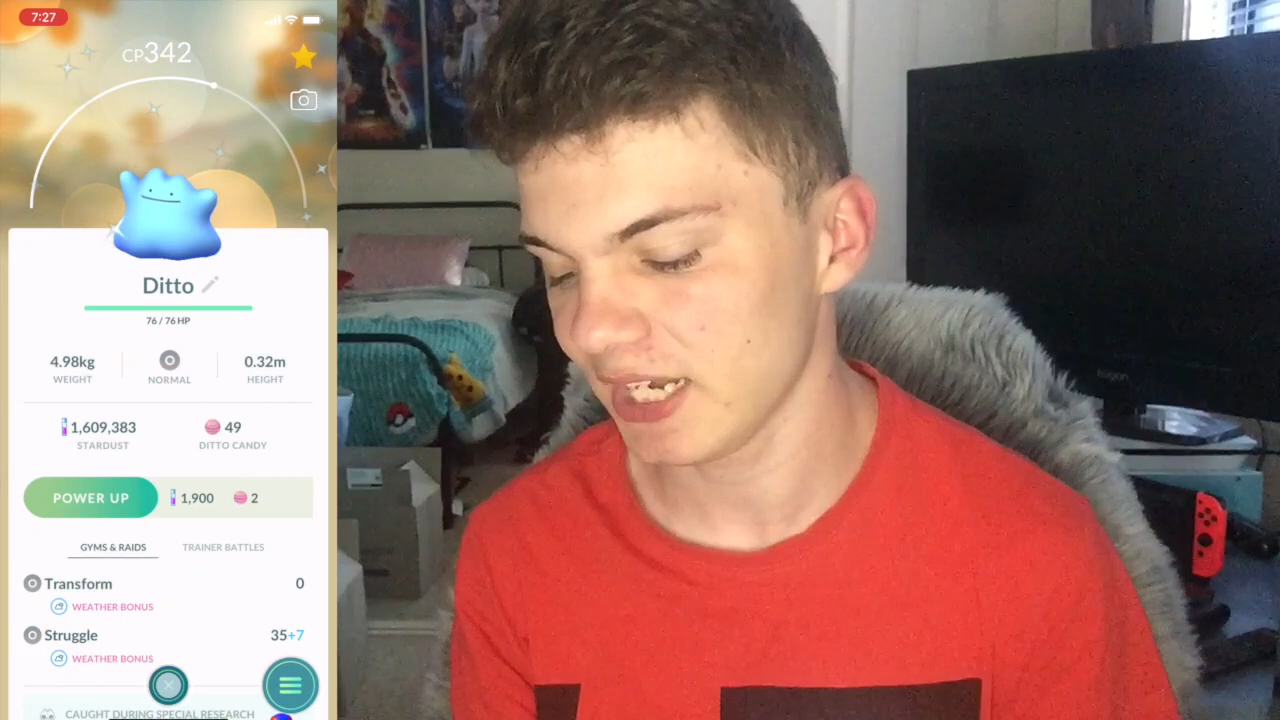 7:27
CP342
Ditto
76 / 76 HP
4.98kg
WEIGHT
NORMAL
0.32m
HEIGHT
1,609,383
STARDUST
49
DITTO CANDY
POWER UP
1,900
2
GYMS & RAIDS
TRAINER BATTLES
Transform
0
WEATHER BONUS
Struggle
35+7
WEATHER BONUS
CAUGHT DURING SPECIAL RESEARCH